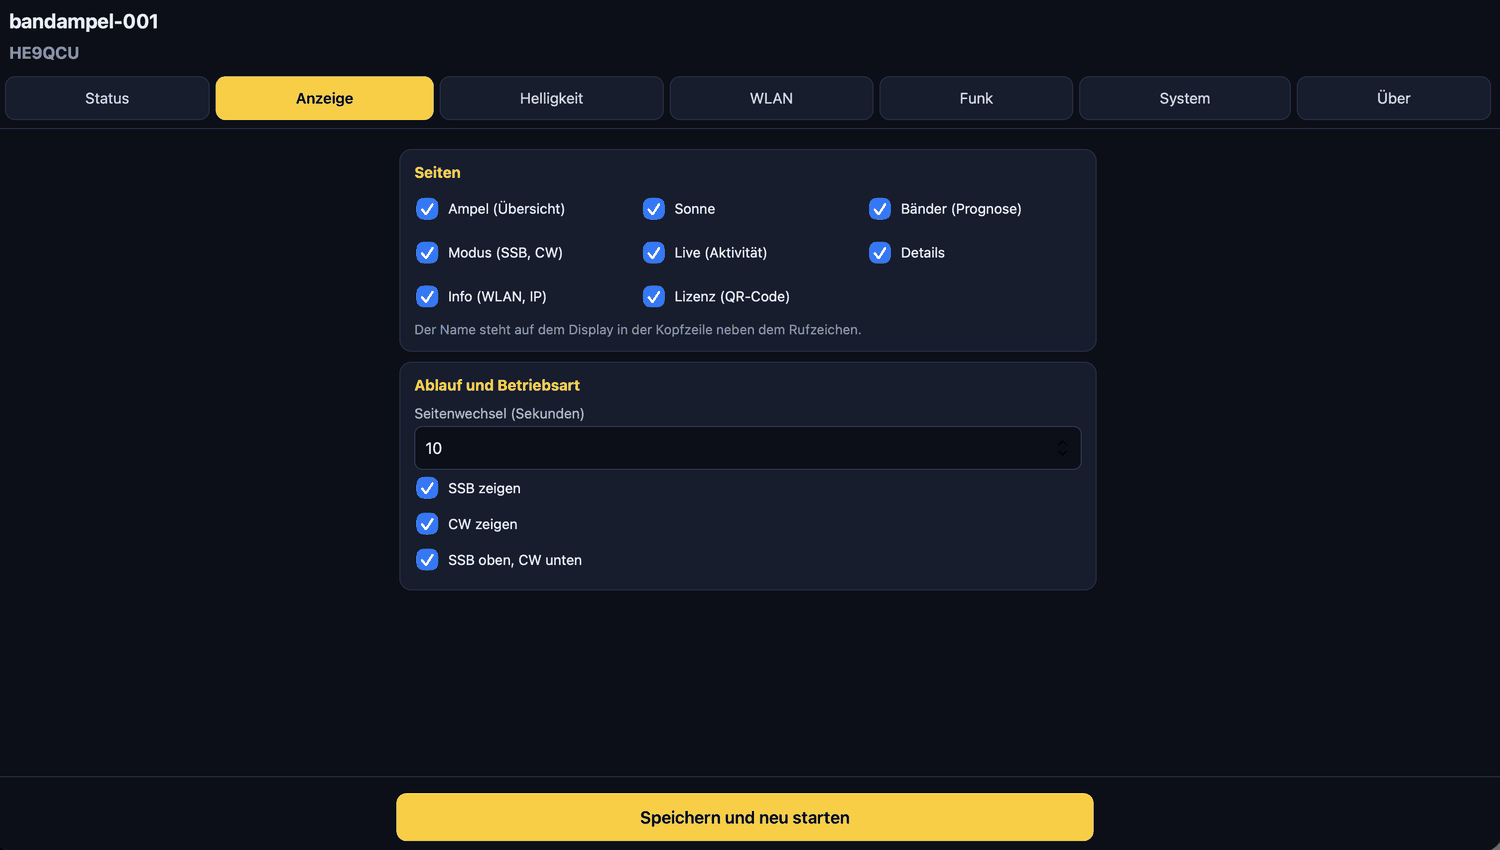 bandampel-001
HE9QCU
Status Anzeige Helligkeit WLAN Funk System Über
Seiten
Ampel (Übersicht) Sonne Bänder (Prognose)
Modus (SSB, CW) Live (Aktivität) Details
Info (WLAN, IP) Lizenz (QR-Code)
Der Name steht auf dem Display in der Kopfzeile neben dem Rufzeichen.
Ablauf und Betriebsart
Seitenwechsel (Sekunden)
10
SSB zeigen
CW zeigen
SSB oben, CW unten
Speichern und neu starten